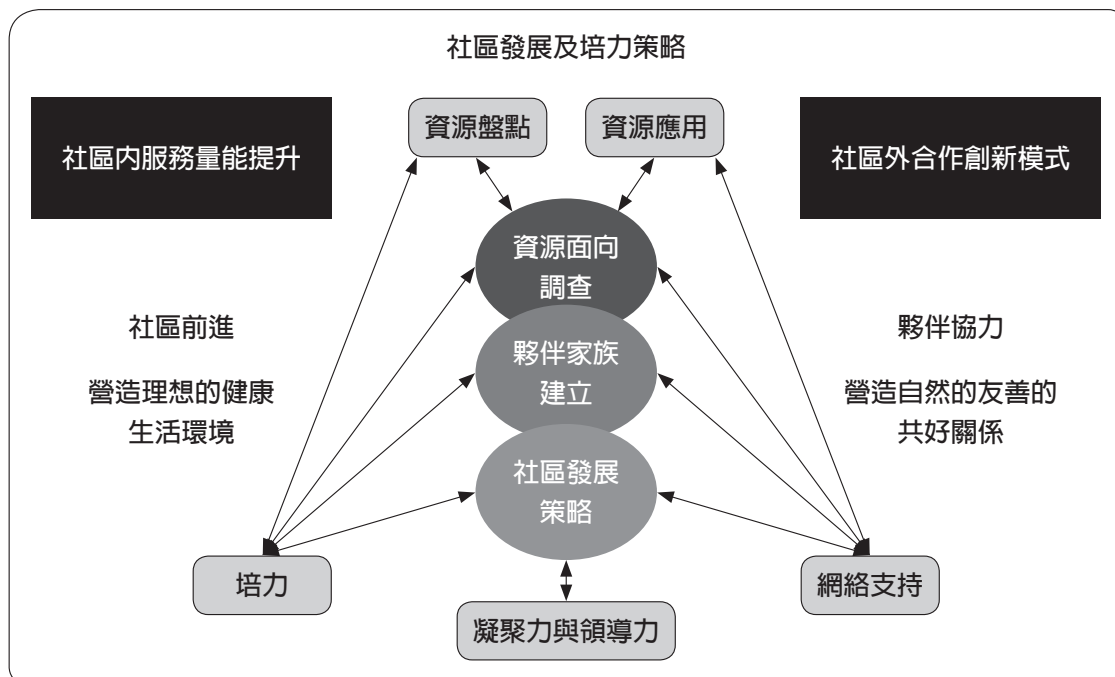 社區發展及培力策略
資源盤點
資源應用
社區內服務量能提升
社區外合作創新模式
資源面向
調查
社區前進
營造理想的健康
生活環境
夥伴家族
建立
夥伴協力
營造自然的友善的
共好關係
社區發展
策略
培力
網絡支持
凝聚力與領導力